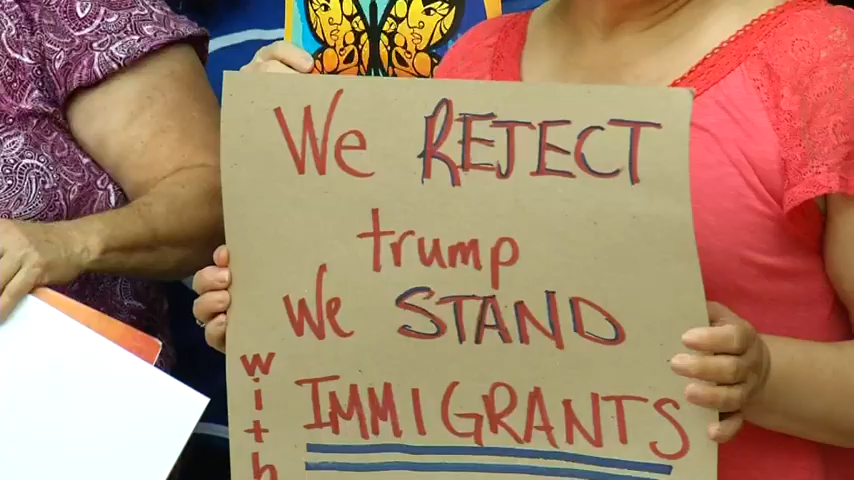 We REJECT
trump
We STAND
with
IMMIGRANTS